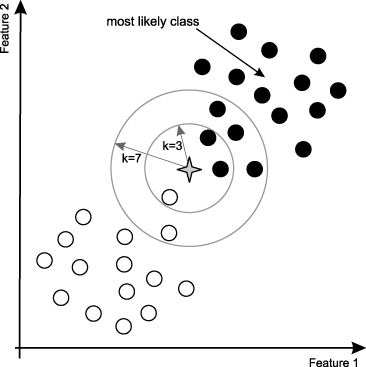 Feature 2
most likely class
k=3
k=7
Feature 1